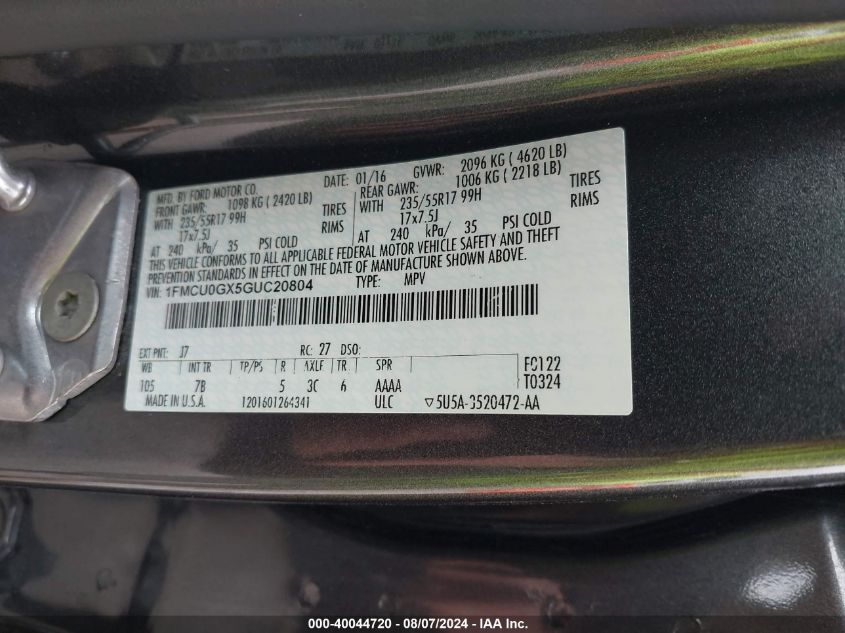 MFD. BY FORD MOTOR CO.
DATE: 01/16 GVWR: 2096 KG ( 4620 LB)
FRONT GAWR: 1098 KG ( 2420 LB) REAR GAWR: 1006 KG ( 2218 LB)
WITH 235/55R17 99H TIRES WITH 235/55R17 99H TIRES
17x7.5J RIMS 17x7.5J RIMS
AT 240 kPa/ 35 PSI COLD AT 240 kPa/ 35 PSI COLD
THIS VEHICLE CONFORMS TO ALL APPLICABLE FEDERAL MOTOR VEHICLE SAFETY AND THEFT
PREVENTION STANDARDS IN EFFECT ON THE DATE OF MANUFACTURE SHOWN ABOVE.
VIN: 1FMCU0GX5GUC20804 TYPE: MPV
EXT PNT: J7 RC: 27 DSO:
WB INT TR TP/PS R AXLE TR SPR FC122
105 7B 5 3C 6 AAAA T0324
MADE IN U.S.A. 1201601264341 ULC ▽5U5A-3520472-AA
000-40044720 — 08/07/2024 — IAA Inc.